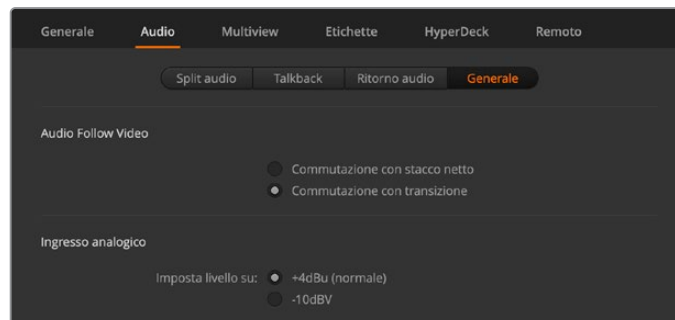 Generale Audio Multiview Etichette HyperDeck Remoto
Split audio Talkback Ritorno audio Generale
Audio Follow Video
Commutazione con stacco netto
Commutazione con transizione
Ingresso analogico
Imposta livello su: +4dBu (normale)
-10dBV